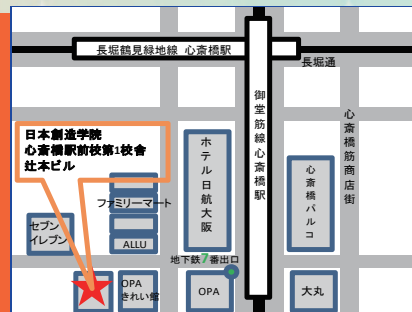 長堀鶴見緑地線 心斎橋駅
長堀通
御堂筋線心斎橋駅
心斎橋筋商店街
日本創造学院
心斎橋駅前校第1校舎
辻本ビル
ホテル日航大阪
心斎橋パルコ
ファミリーマート
セブン
イレブン
ALLU
地下鉄7番出口
OPA
きれい館
OPA
大丸